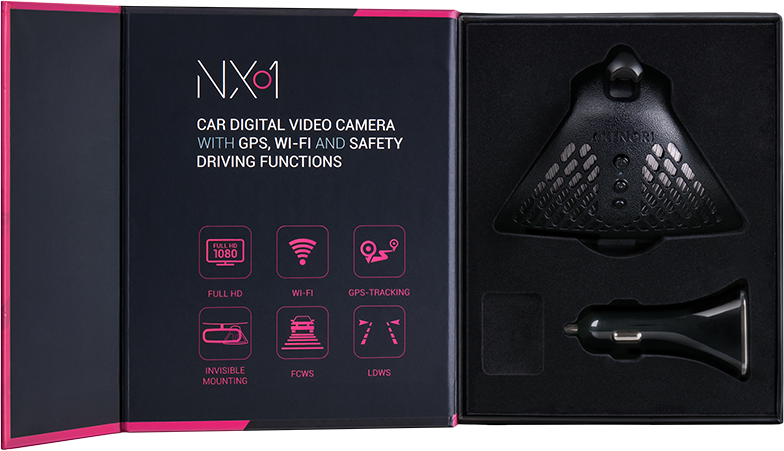 NX1
CAR DIGITAL VIDEO CAMERA
WITH GPS, WI-FI AND SAFETY
DRIVING FUNCTIONS
FULL HD
1080
FULL HD
WI-FI
GPS-TRACKING
INVISIBLE
MOUNTING
FCWS
LDWS
AKENORI